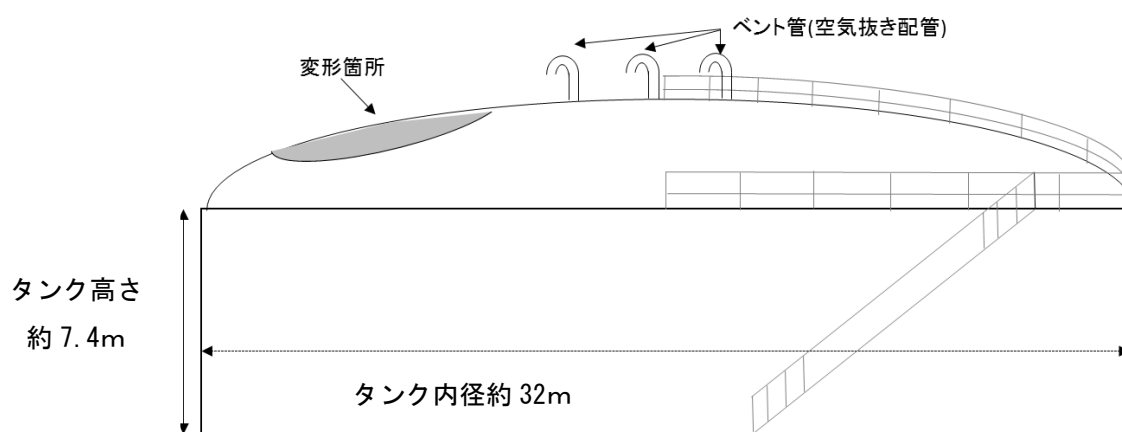 ベント管(空気抜き配管)
変形箇所
タンク高さ
約 7.4m
タンク内径約 32m